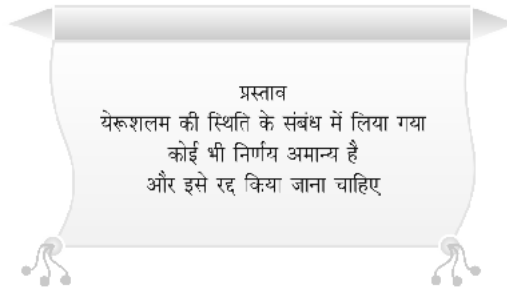 प्रस्ताव
येरूशलम की स्थिति के संबंध में लिया गया
कोई भी निर्णय अमान्य है
और इसे रद्द किया जाना चाहिए